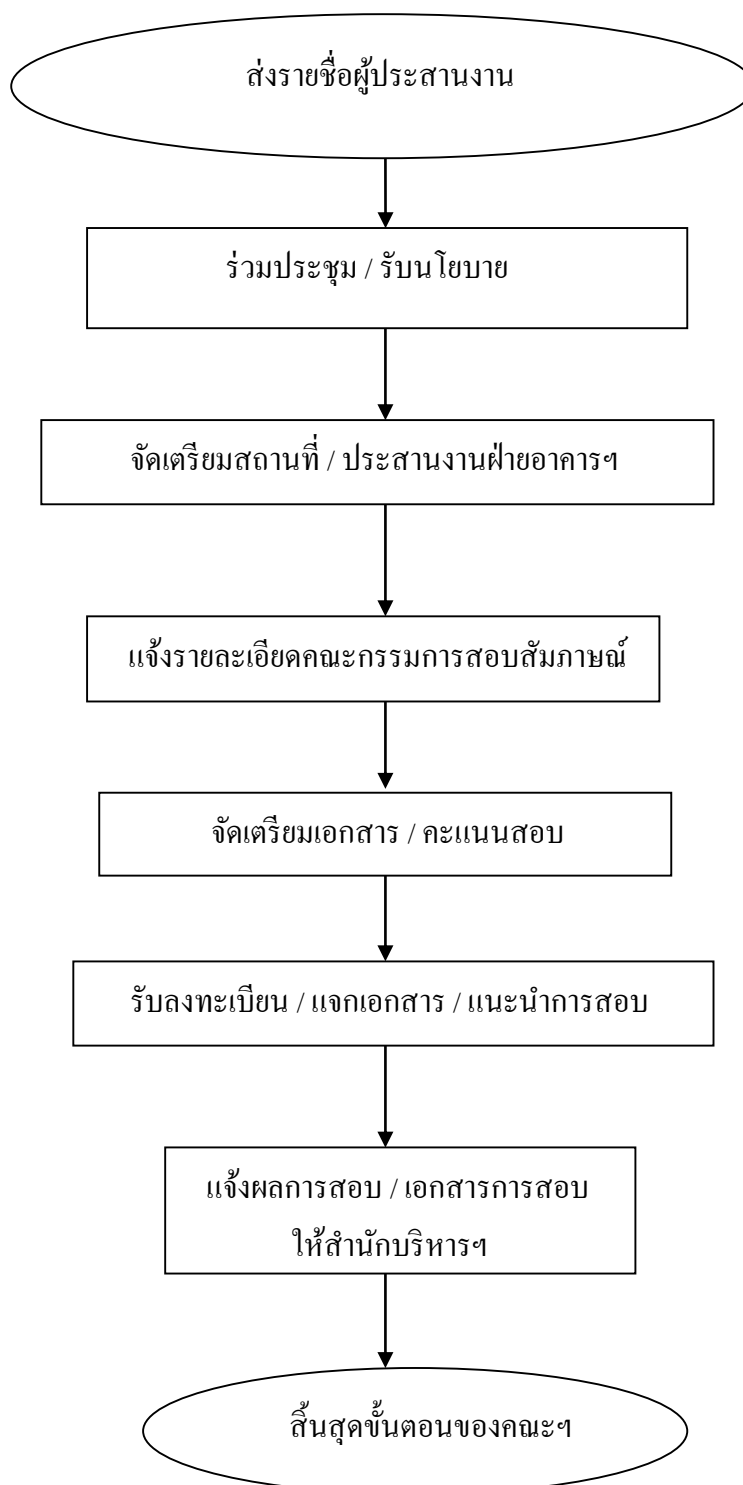 ส่งรายชื่อผู้ประสานงาน
ร่วมประชุม / รับนโยบาย
จัดเตรียมสถานที่ / ประสานงานฝ่ายอาคารฯ
แจ้งรายละเอียดคณะกรรมการสอบสัมภาษณ์
จัดเตรียมเอกสาร / คะแนนสอบ
รับลงทะเบียน / แจกเอกสาร / แนะนำการสอบ
แจ้งผลการสอบ / เอกสารการสอบ
ให้สำนักบริหารฯ
สิ้นสุดขั้นตอนของคณะฯ